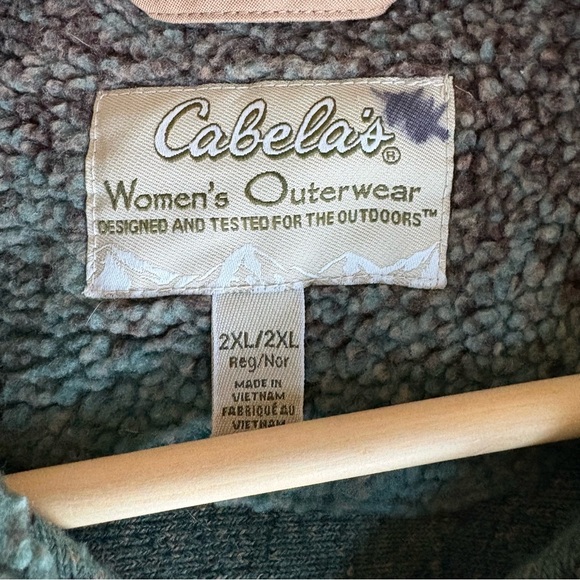 Cabela's®
Women's Outerwear
DESIGNED AND TESTED FOR THE OUTDOORS™
2XL/2XL
Reg/Nor
MADE IN
VIETNAM
FABRIQUÉ AU
VIETNAM